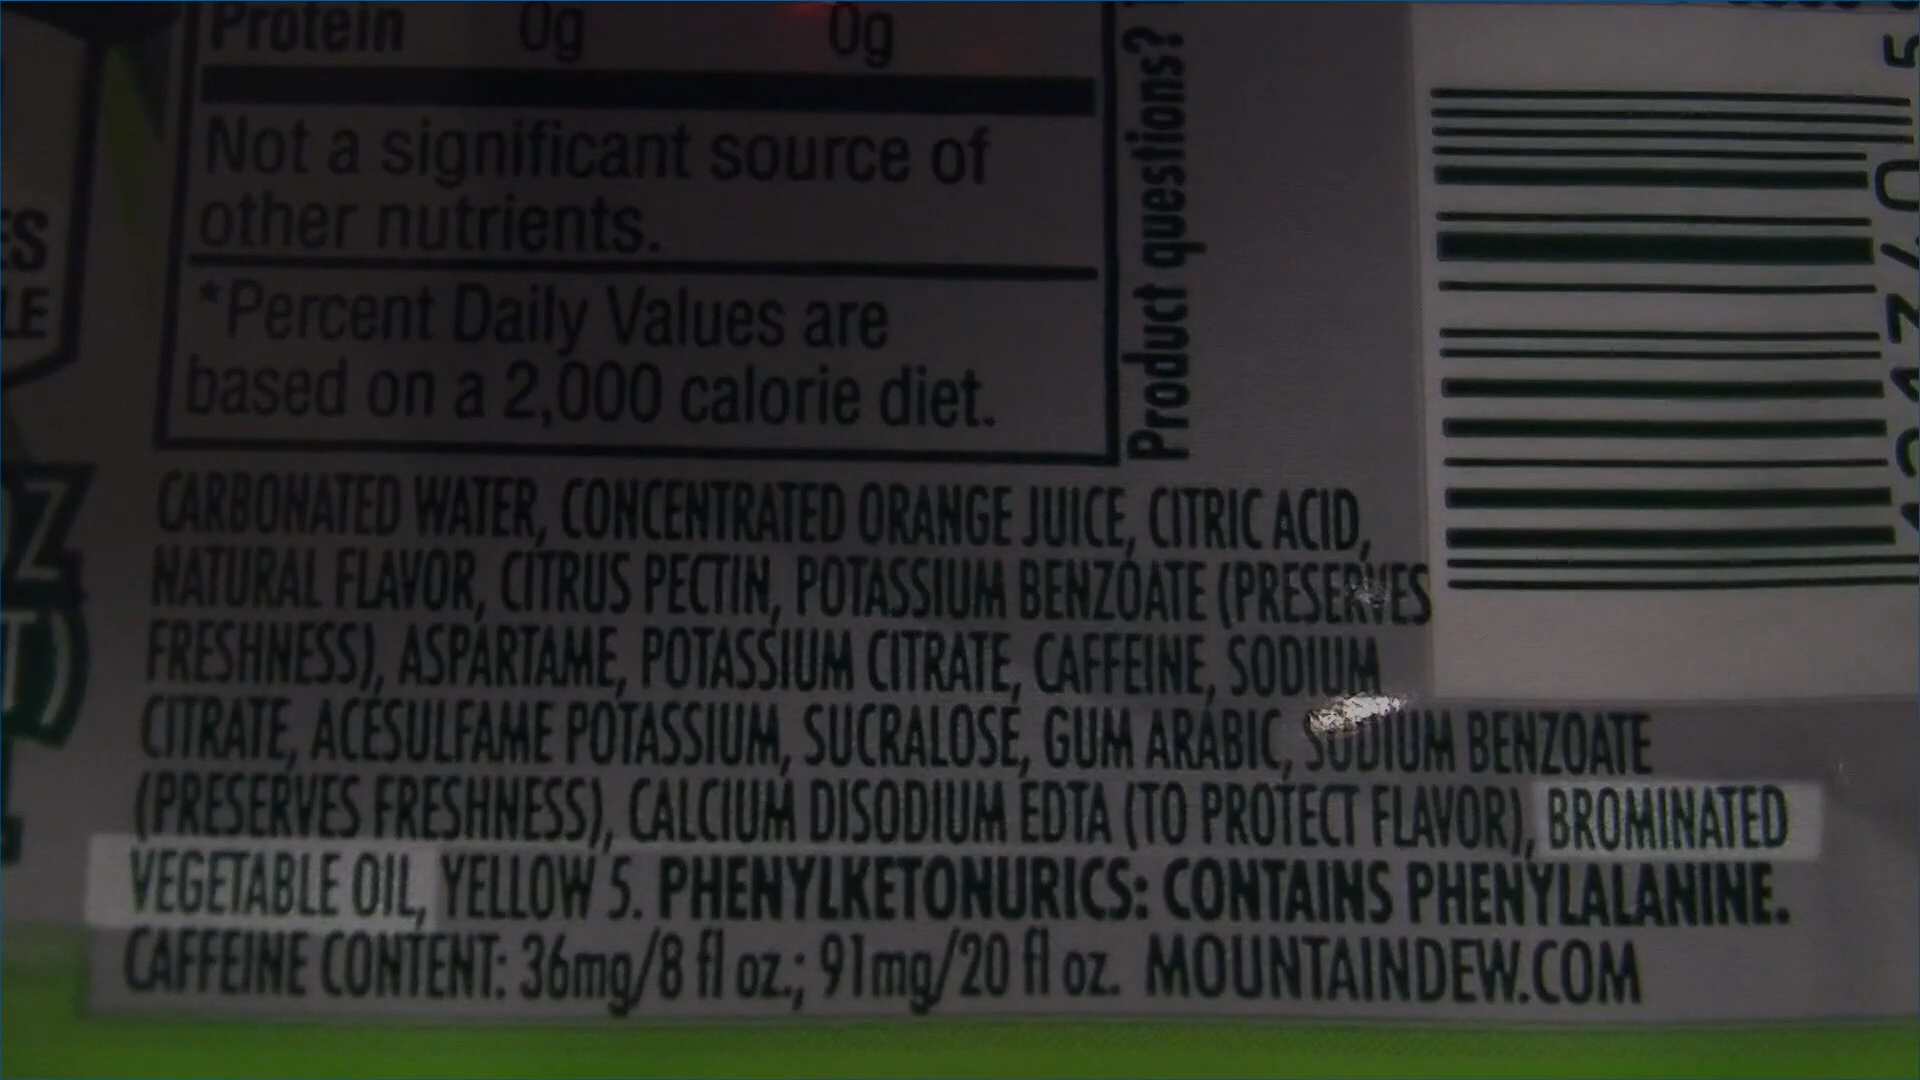 Protein 0g 0g
Not a significant source of
other nutrients.
*Percent Daily Values are
based on a 2,000 calorie diet.
Product questions?
CARBONATED WATER, CONCENTRATED ORANGE JUICE, CITRIC ACID,
NATURAL FLAVOR, CITRUS PECTIN, POTASSIUM BENZOATE (PRESERVES
FRESHNESS), ASPARTAME, POTASSIUM CITRATE, CAFFEINE, SODIUM
CITRATE, ACESULFAME POTASSIUM, SUCRALOSE, GUM ARABIC, SODIUM BENZOATE
(PRESERVES FRESHNESS), CALCIUM DISODIUM EDTA (TO PROTECT FLAVOR), BROMINATED
VEGETABLE OIL, YELLOW 5. PHENYLKETONURICS: CONTAINS PHENYLALANINE.
CAFFEINE CONTENT: 36mg/8 fl oz.; 91mg/20 fl oz. MOUNTAINDEW.COM
ES
LE
OZ
T)